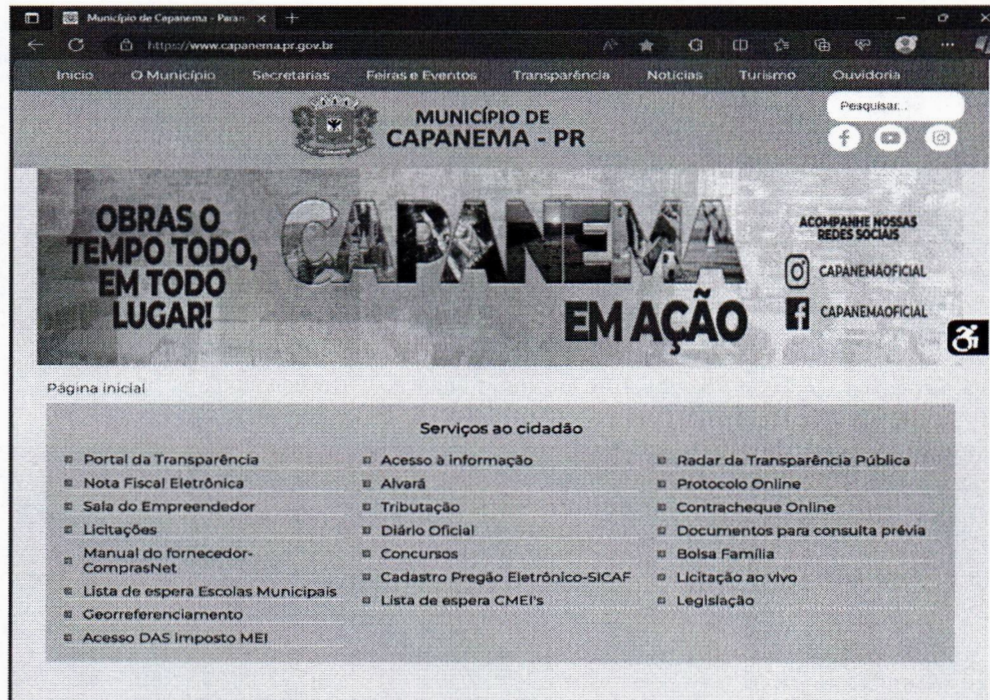 Município de Capanema - Paran
https://www.capanema.pr.gov.br
Inicio O Município Secretarias Feiras e Eventos Transparência Notícias Turismo Ouvidoria
Pesquisar...
MUNICÍPIO DE
CAPANEMA - PR
OBRAS O
TEMPO TODO,
EM TODO
LUGAR!
CAPANEMA
EM AÇÃO
ACOMPANHE NOSSAS
REDES SOCIAIS
CAPANEMAOFICIAL
CAPANEMAOFICIAL
Página inicial
Serviços ao cidadão
Portal da Transparência
Nota Fiscal Eletrônica
Sala do Empreendedor
Licitações
Manual do fornecedor-
ComprasNet
Lista de espera Escolas Municipais
Georreferenciamento
Acesso DAS imposto MEI
Acesso à informação
Alvará
Tributação
Diário Oficial
Concursos
Cadastro Pregão Eletrônico-SICAF
Lista de espera CMEI's
Radar da Transparência Pública
Protocolo Online
Contracheque Online
Documentos para consulta prévia
Bolsa Família
Licitação ao vivo
Legislação